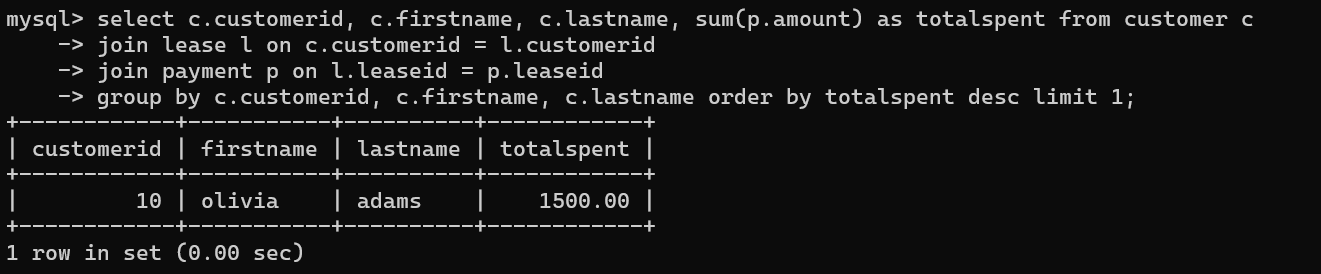 mysql> select c.customerid, c.firstname, c.lastname, sum(p.amount) as totalspent from customer c
    -> join lease l on c.customerid = l.customerid
    -> join payment p on l.leaseid = p.leaseid
    -> group by c.customerid, c.firstname, c.lastname order by totalspent desc limit 1;
+------------+-----------+----------+------------+
| customerid | firstname | lastname | totalspent |
+------------+-----------+----------+------------+
|         10 | olivia    | adams    |    1500.00 |
+------------+-----------+----------+------------+
1 row in set (0.00 sec)